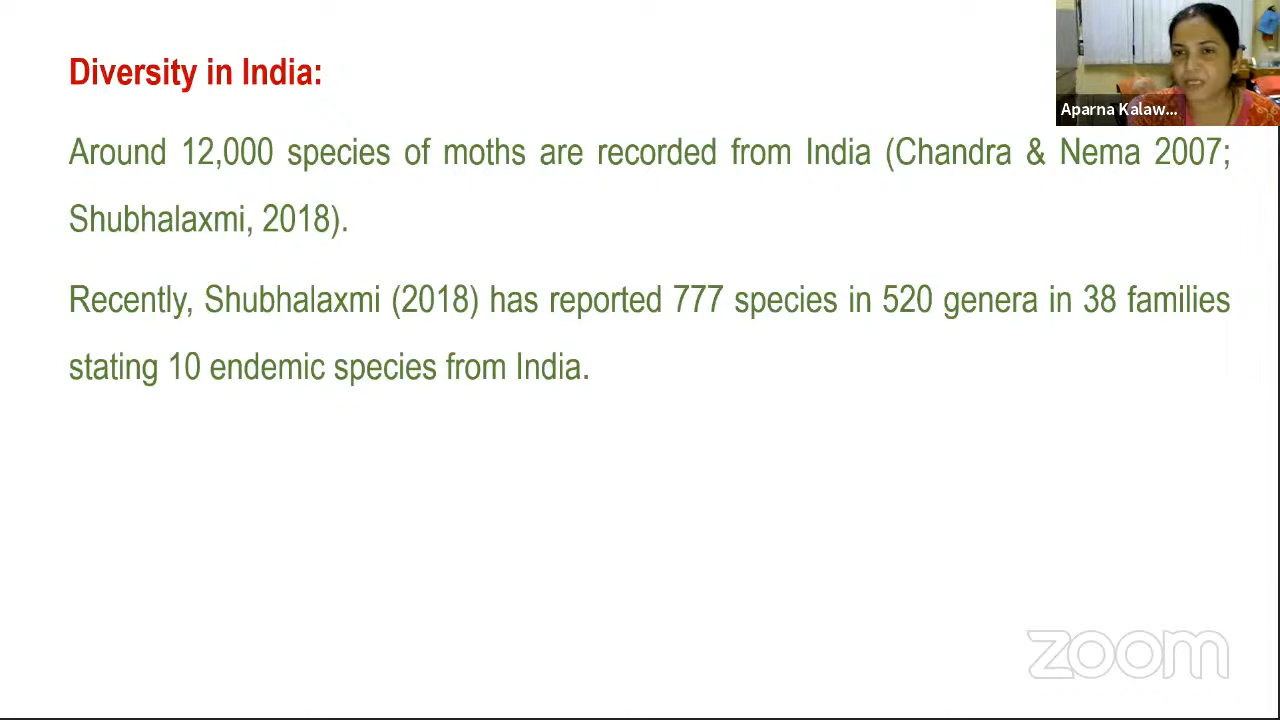 Diversity in India:
Aparna Kalaw...
Around 12,000 species of moths are recorded from India (Chandra & Nema 2007;
Shubhalaxmi, 2018).
Recently, Shubhalaxmi (2018) has reported 777 species in 520 genera in 38 families
stating 10 endemic species from India.
zoom